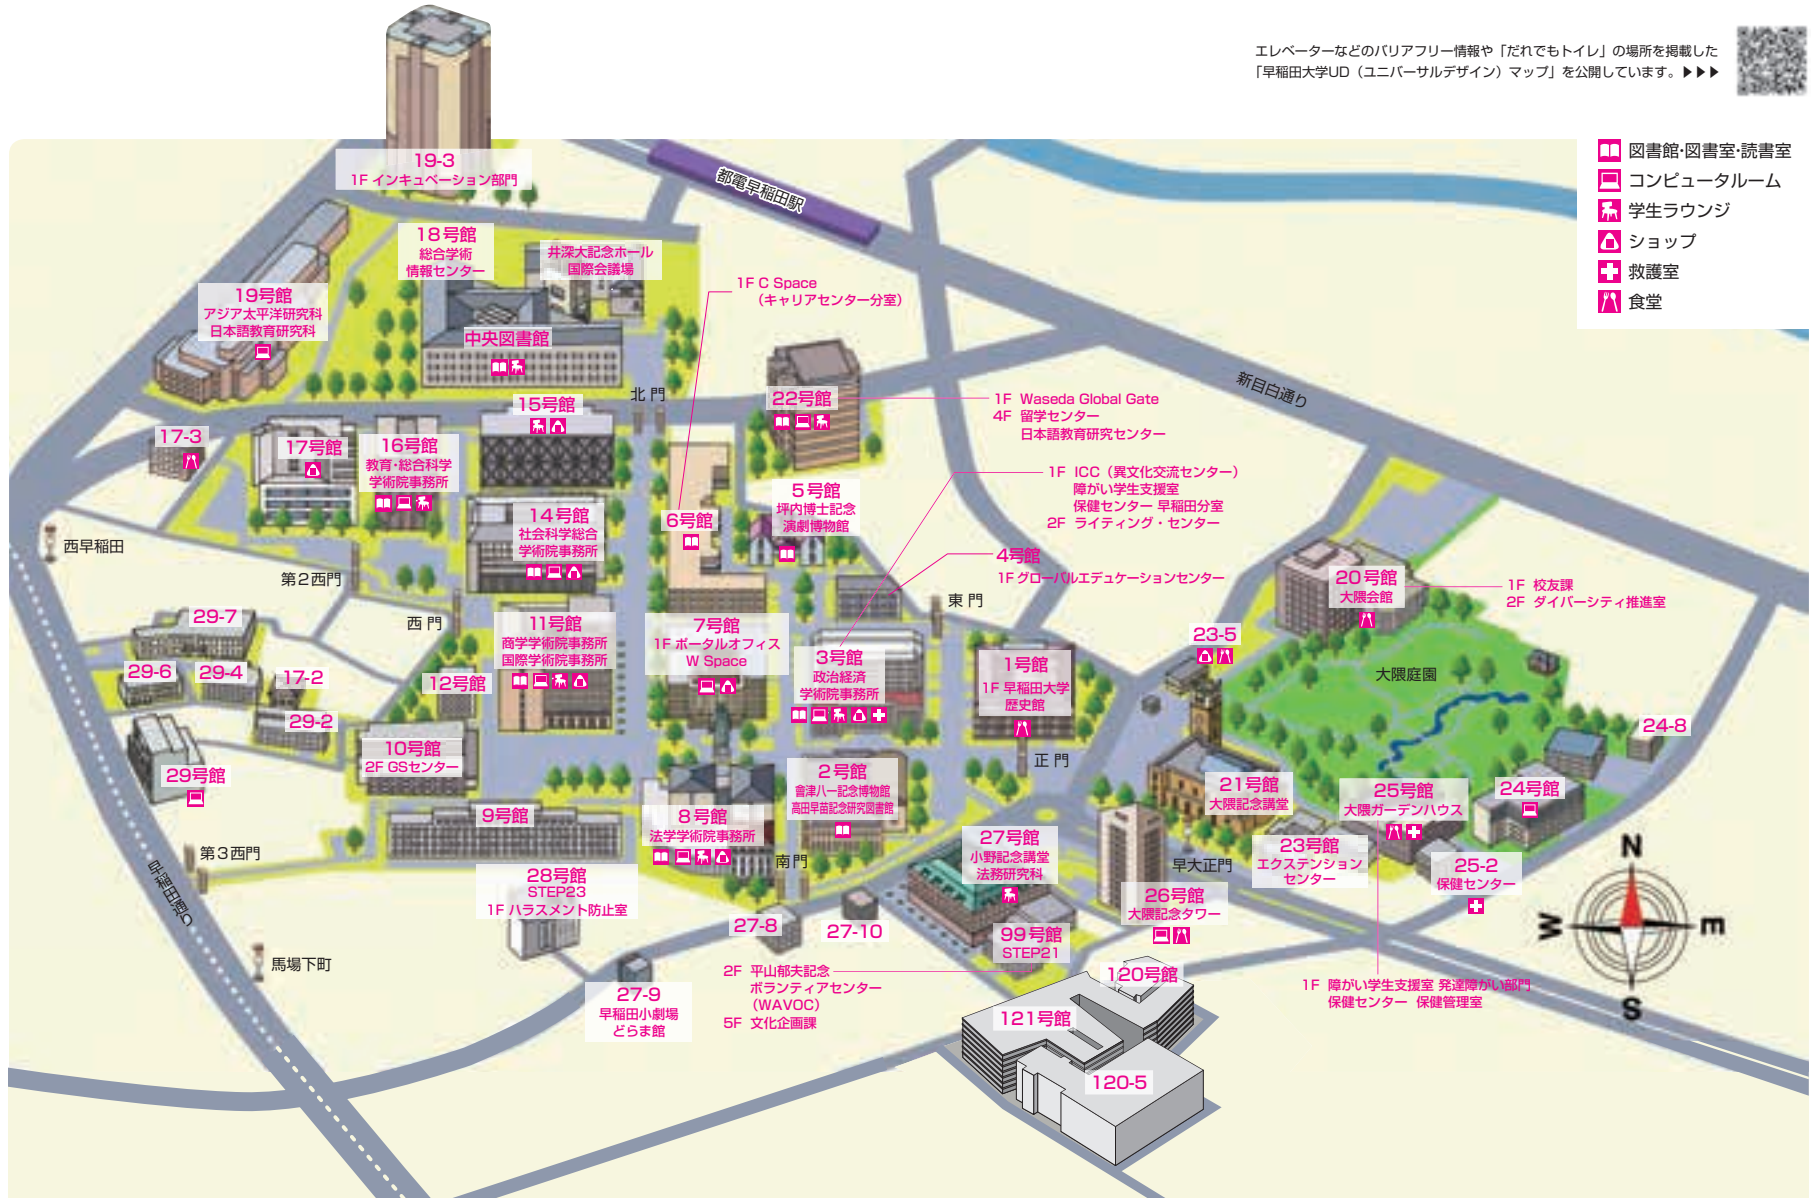 エレベーターなどのバリアフリー情報や「だれでもトイレ」の場所を掲載した
「早稲田大学UD（ユニバーサルデザイン）マップ」を公開しています。▶▶▶
図書館・図書室・読書室
コンピュータルーム
学生ラウンジ
ショップ
救護室
食堂
19-3
1F インキュベーション部門
都電早稲田駅
18号館
総合学術
情報センター
井深大記念ホール
国際会議場
19号館
アジア太平洋研究科
日本語教育研究科
中央図書館
1F C Space
（キャリアセンター分室）
新目白通り
北門
22号館
1F Waseda Global Gate
4F 留学センター
日本語教育研究センター
15号館
17-3
17号館
16号館
教育・総合科学
学術院事務所
1F ICC（異文化交流センター）
障がい学生支援室
保健センター 早稲田分室
2F ライティング・センター
5号館
坪内博士記念
演劇博物館
6号館
14号館
社会科学総合
学術院事務所
西早稲田
第2西門
4号館
1F グローバルエデュケーションセンター
20号館
大隈会館
1F 校友課
2F ダイバーシティ推進室
東門
西門
29-7
11号館
商学学術院事務所
国際学術院事務所
7号館
1F ポータルオフィス
W Space
3号館
政治経済
学術院事務所
1号館
1F 早稲田大学
歴史館
23-5
大隈庭園
29-6
29-4
17-2
12号館
29-2
24-8
10号館
2F GSセンター
29号館
正門
2号館
會津八一記念博物館
高田早苗記念研究図書館
21号館
大隈記念講堂
25号館
大隈ガーデンハウス
24号館
9号館
8号館
法学学術院事務所
27号館
小野記念講堂
法務研究科
23号館
エクステンション
センター
早大正門
25-2
保健センター
第3西門
南門
早稲田通り
28号館
STEP23
1F ハラスメント防止室
26号館
大隈記念タワー
27-8
27-10
99号館
STEP21
N
W
E
S
馬場下町
27-9
早稲田小劇場
どらま館
2F 平山郁夫記念
ボランティアセンター
（WAVOC）
5F 文化企画課
120号館
121号館
120-5
1F 障がい学生支援室 発達障がい部門
保健センター 保健管理室